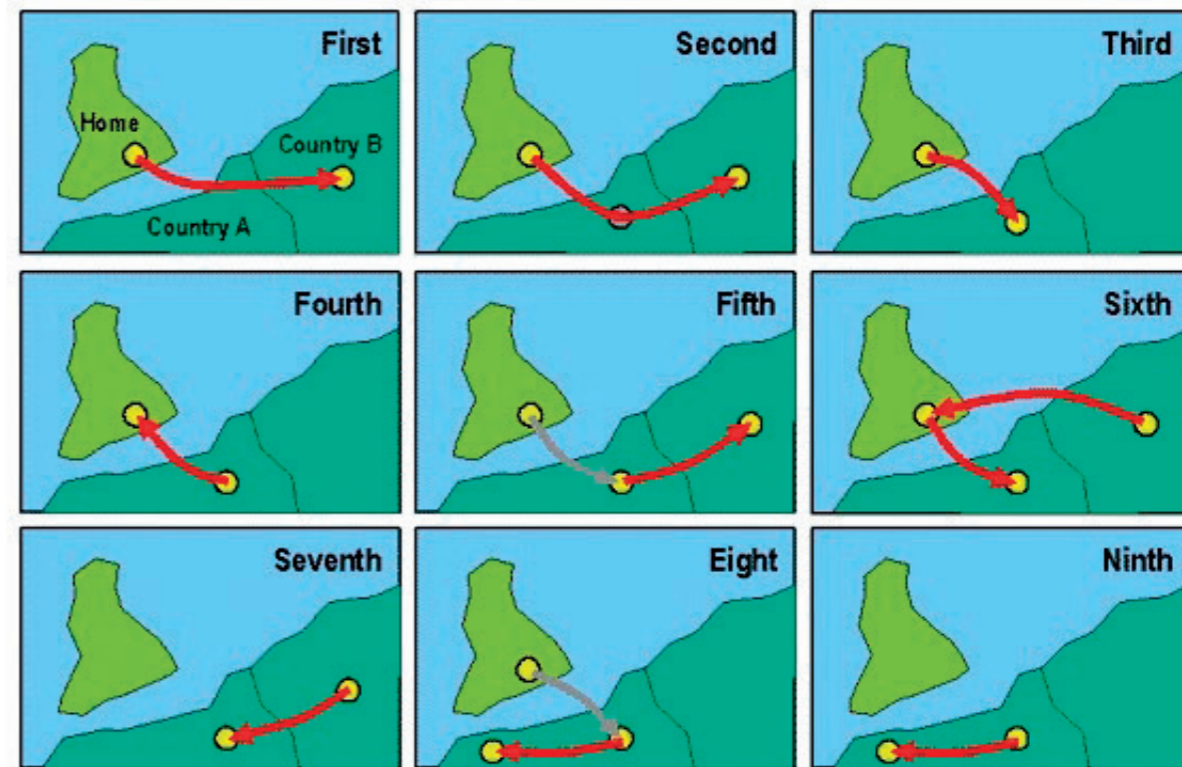 First
Home
Country B
Country A
Second
Third
Fourth
Fifth
Sixth
Seventh
Eight
Ninth